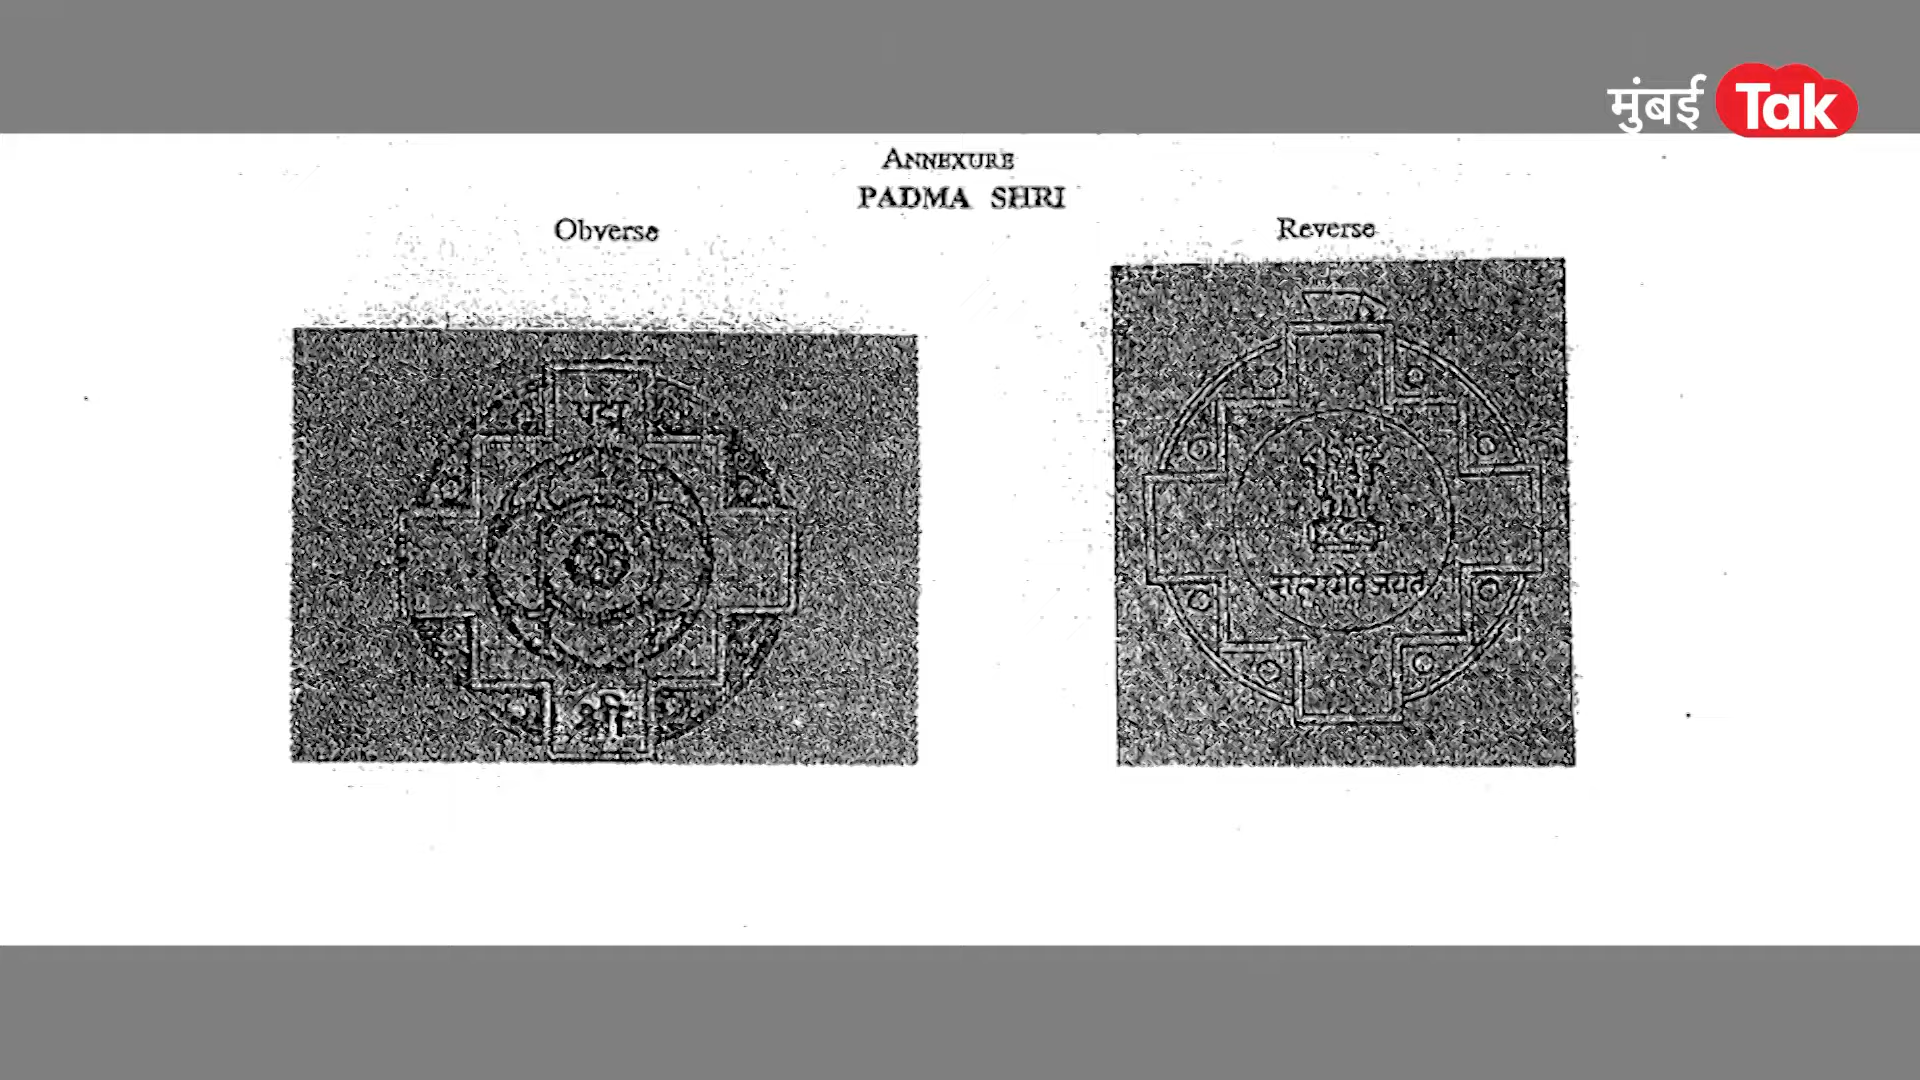 मुंबई Tak
ANNEXURE
PADMA SHRI
Obverse
Reverse
पद्म
श्री
सत्यमेव जयते